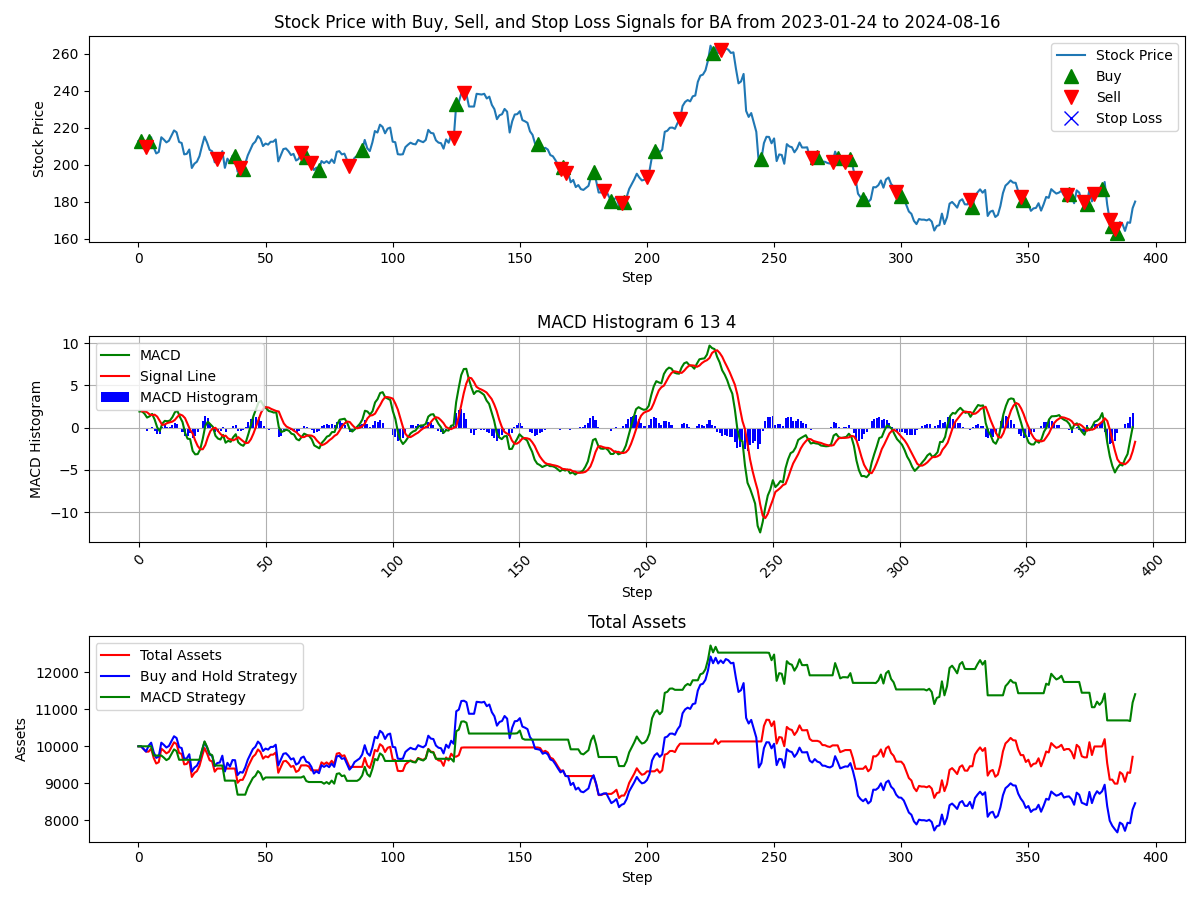 Stock Price with Buy, Sell, and Stop Loss Signals for BA from 2023-01-24 to 2024-08-16
Stock Price
260
240
220
200
180
160
Stock Price
Buy
Sell
Stop Loss
0 50 100 150 200 250 300 350 400
Step
MACD Histogram 6 13 4
MACD Histogram
10
5
0
−5
−10
MACD
Signal Line
MACD Histogram
0 50 100 150 200 250 300 350 400
Step
Total Assets
Assets
12000
11000
10000
9000
8000
Total Assets
Buy and Hold Strategy
MACD Strategy
0 50 100 150 200 250 300 350 400
Step